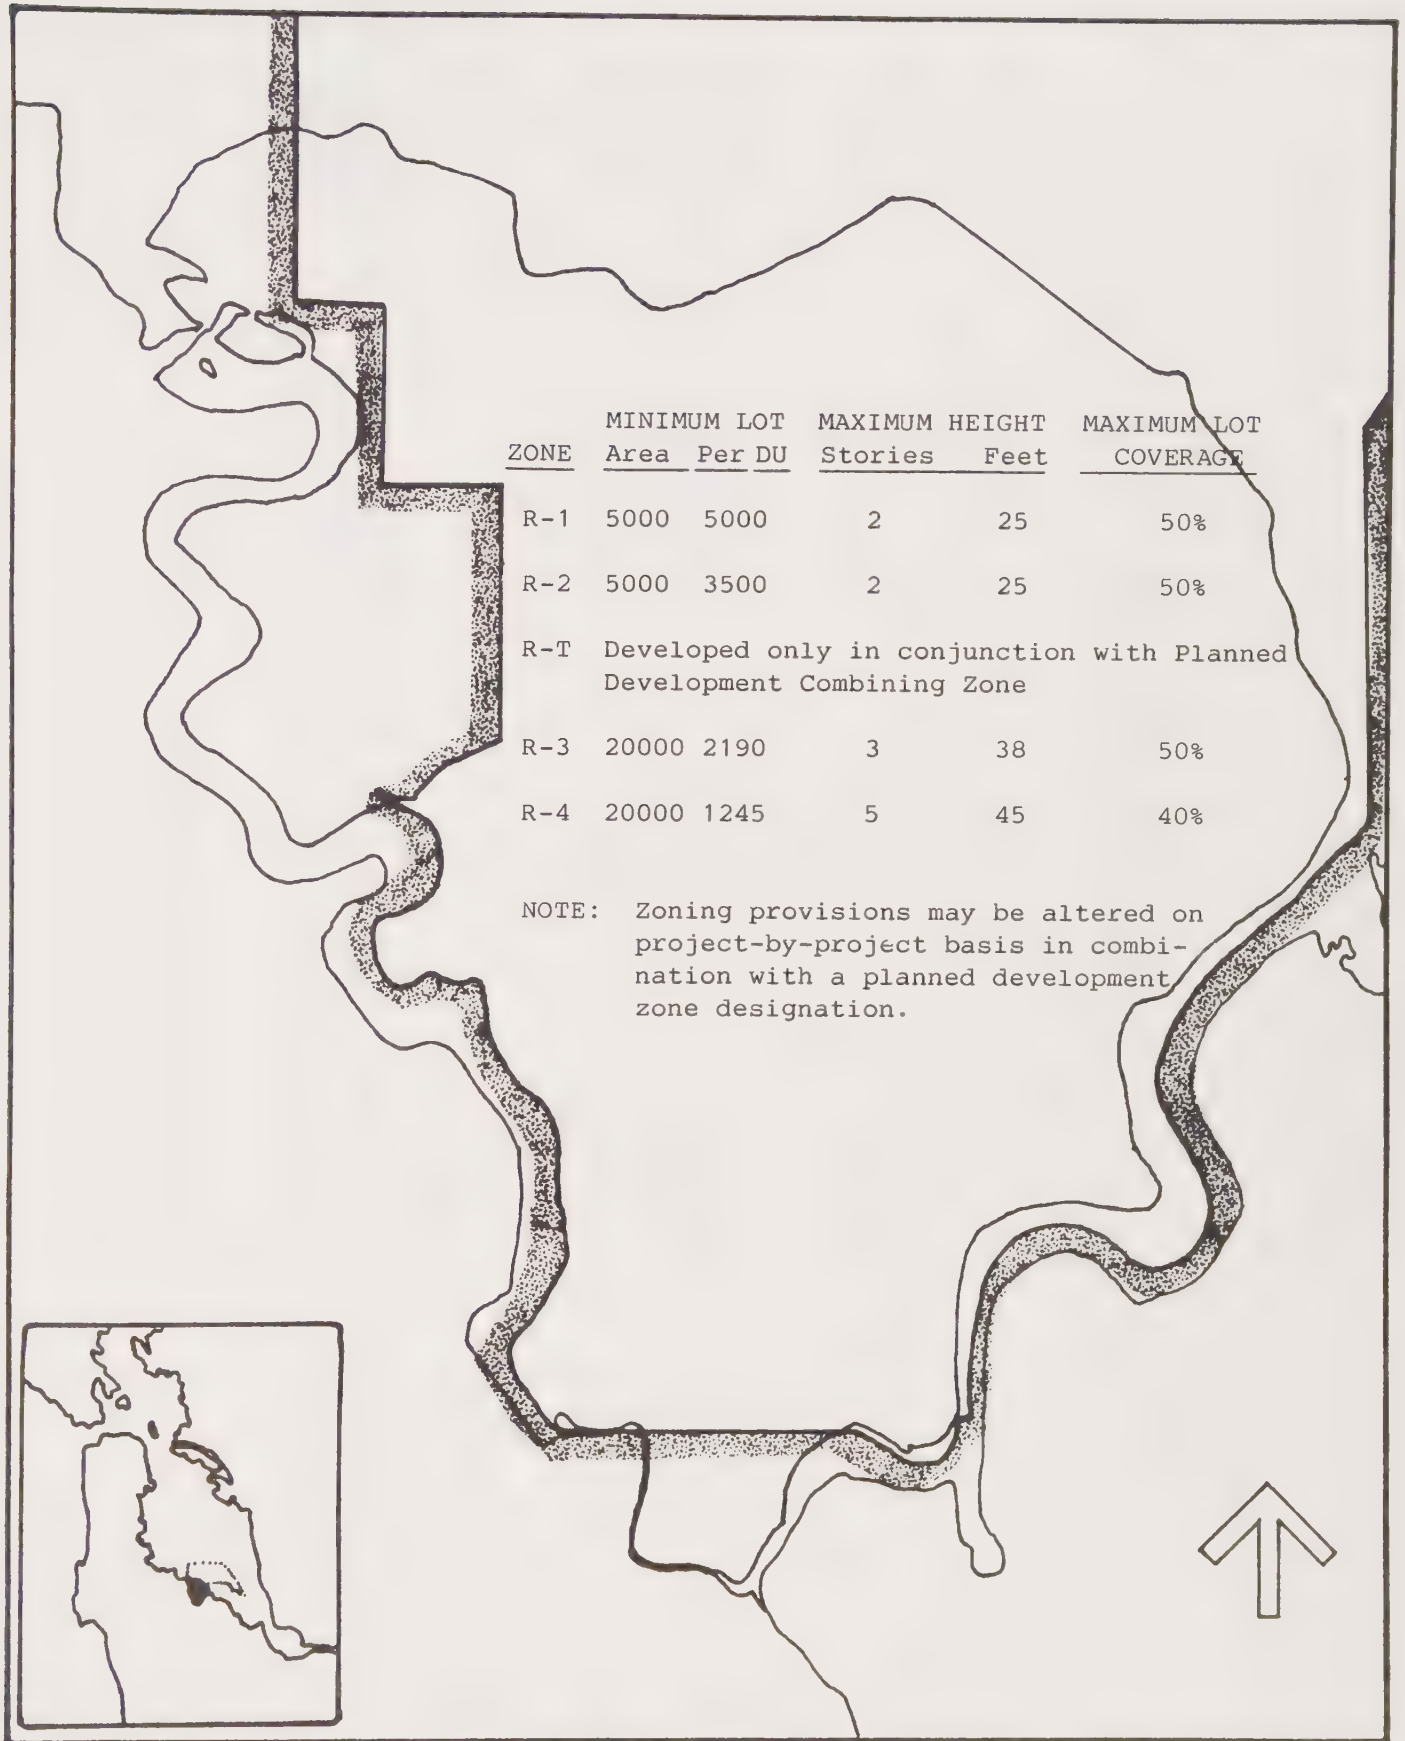 MINIMUM LOT MAXIMUM HEIGHT MAXIMUM LOT
ZONE Area Per DU Stories Feet COVERAGE
R-1 5000 5000 2 25 50%
R-2 5000 3500 2 25 50%
R-T Developed only in conjunction with Planned
Development Combining Zone
R-3 20000 2190 3 38 50%
R-4 20000 1245 5 45 40%
NOTE: Zoning provisions may be altered on
project-by-project basis in combi-
nation with a planned development
zone designation.